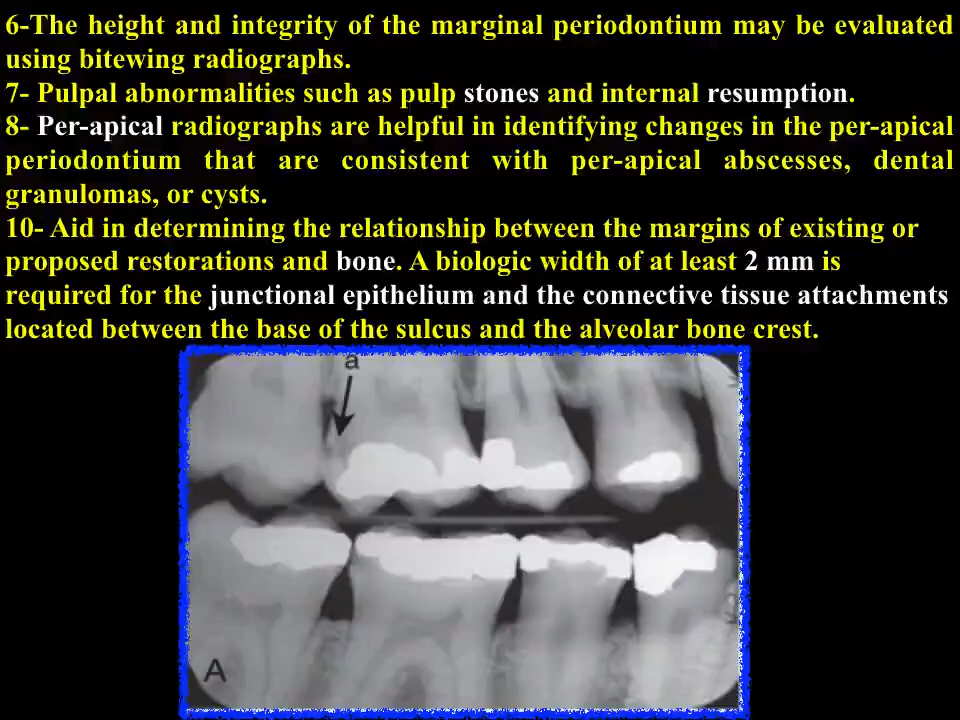 6-The height and integrity of the marginal periodontium may be evaluated
using bitewing radiographs.
7- Pulpal abnormalities such as pulp stones and internal resumption.
8- Per-apical radiographs are helpful in identifying changes in the per-apical
periodontium that are consistent with per-apical abscesses, dental
granulomas, or cysts.
10- Aid in determining the relationship between the margins of existing or
proposed restorations and bone. A biologic width of at least 2 mm is
required for the junctional epithelium and the connective tissue attachments
located between the base of the sulcus and the alveolar bone crest.
a
A